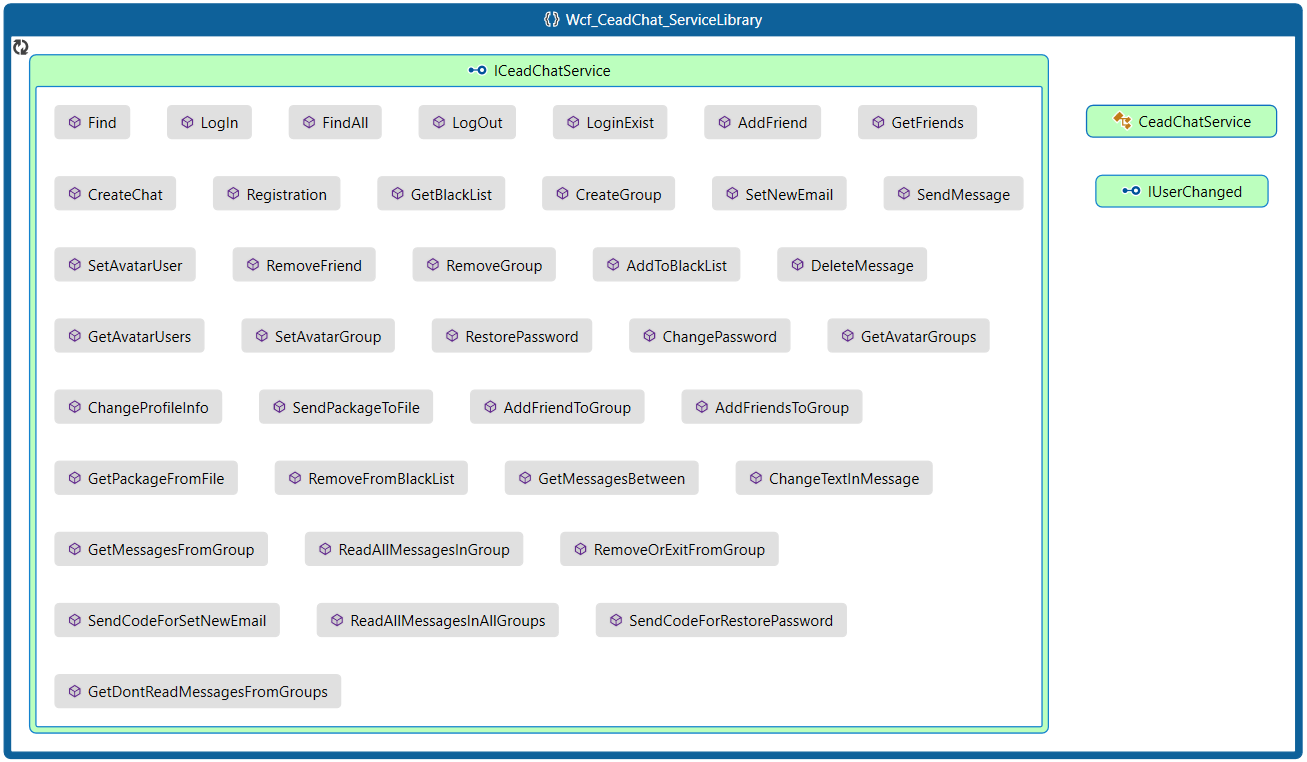 Wcf_CeadChat_ServiceLibrary
ICeadChatService
Find LogIn FindAll LogOut LoginExist AddFriend GetFriends
CeadChatService
CreateChat Registration GetBlackList CreateGroup SetNewEmail SendMessage
IUserChanged
SetAvatarUser RemoveFriend RemoveGroup AddToBlackList DeleteMessage
GetAvatarUsers SetAvatarGroup RestorePassword ChangePassword GetAvatarGroups
ChangeProfileInfo SendPackageToFile AddFriendToGroup AddFriendsToGroup
GetPackageFromFile RemoveFromBlackList GetMessagesBetween ChangeTextInMessage
GetMessagesFromGroup ReadAllMessagesInGroup RemoveOrExitFromGroup
SendCodeForSetNewEmail ReadAllMessagesInAllGroups SendCodeForRestorePassword
GetDontReadMessagesFromGroups